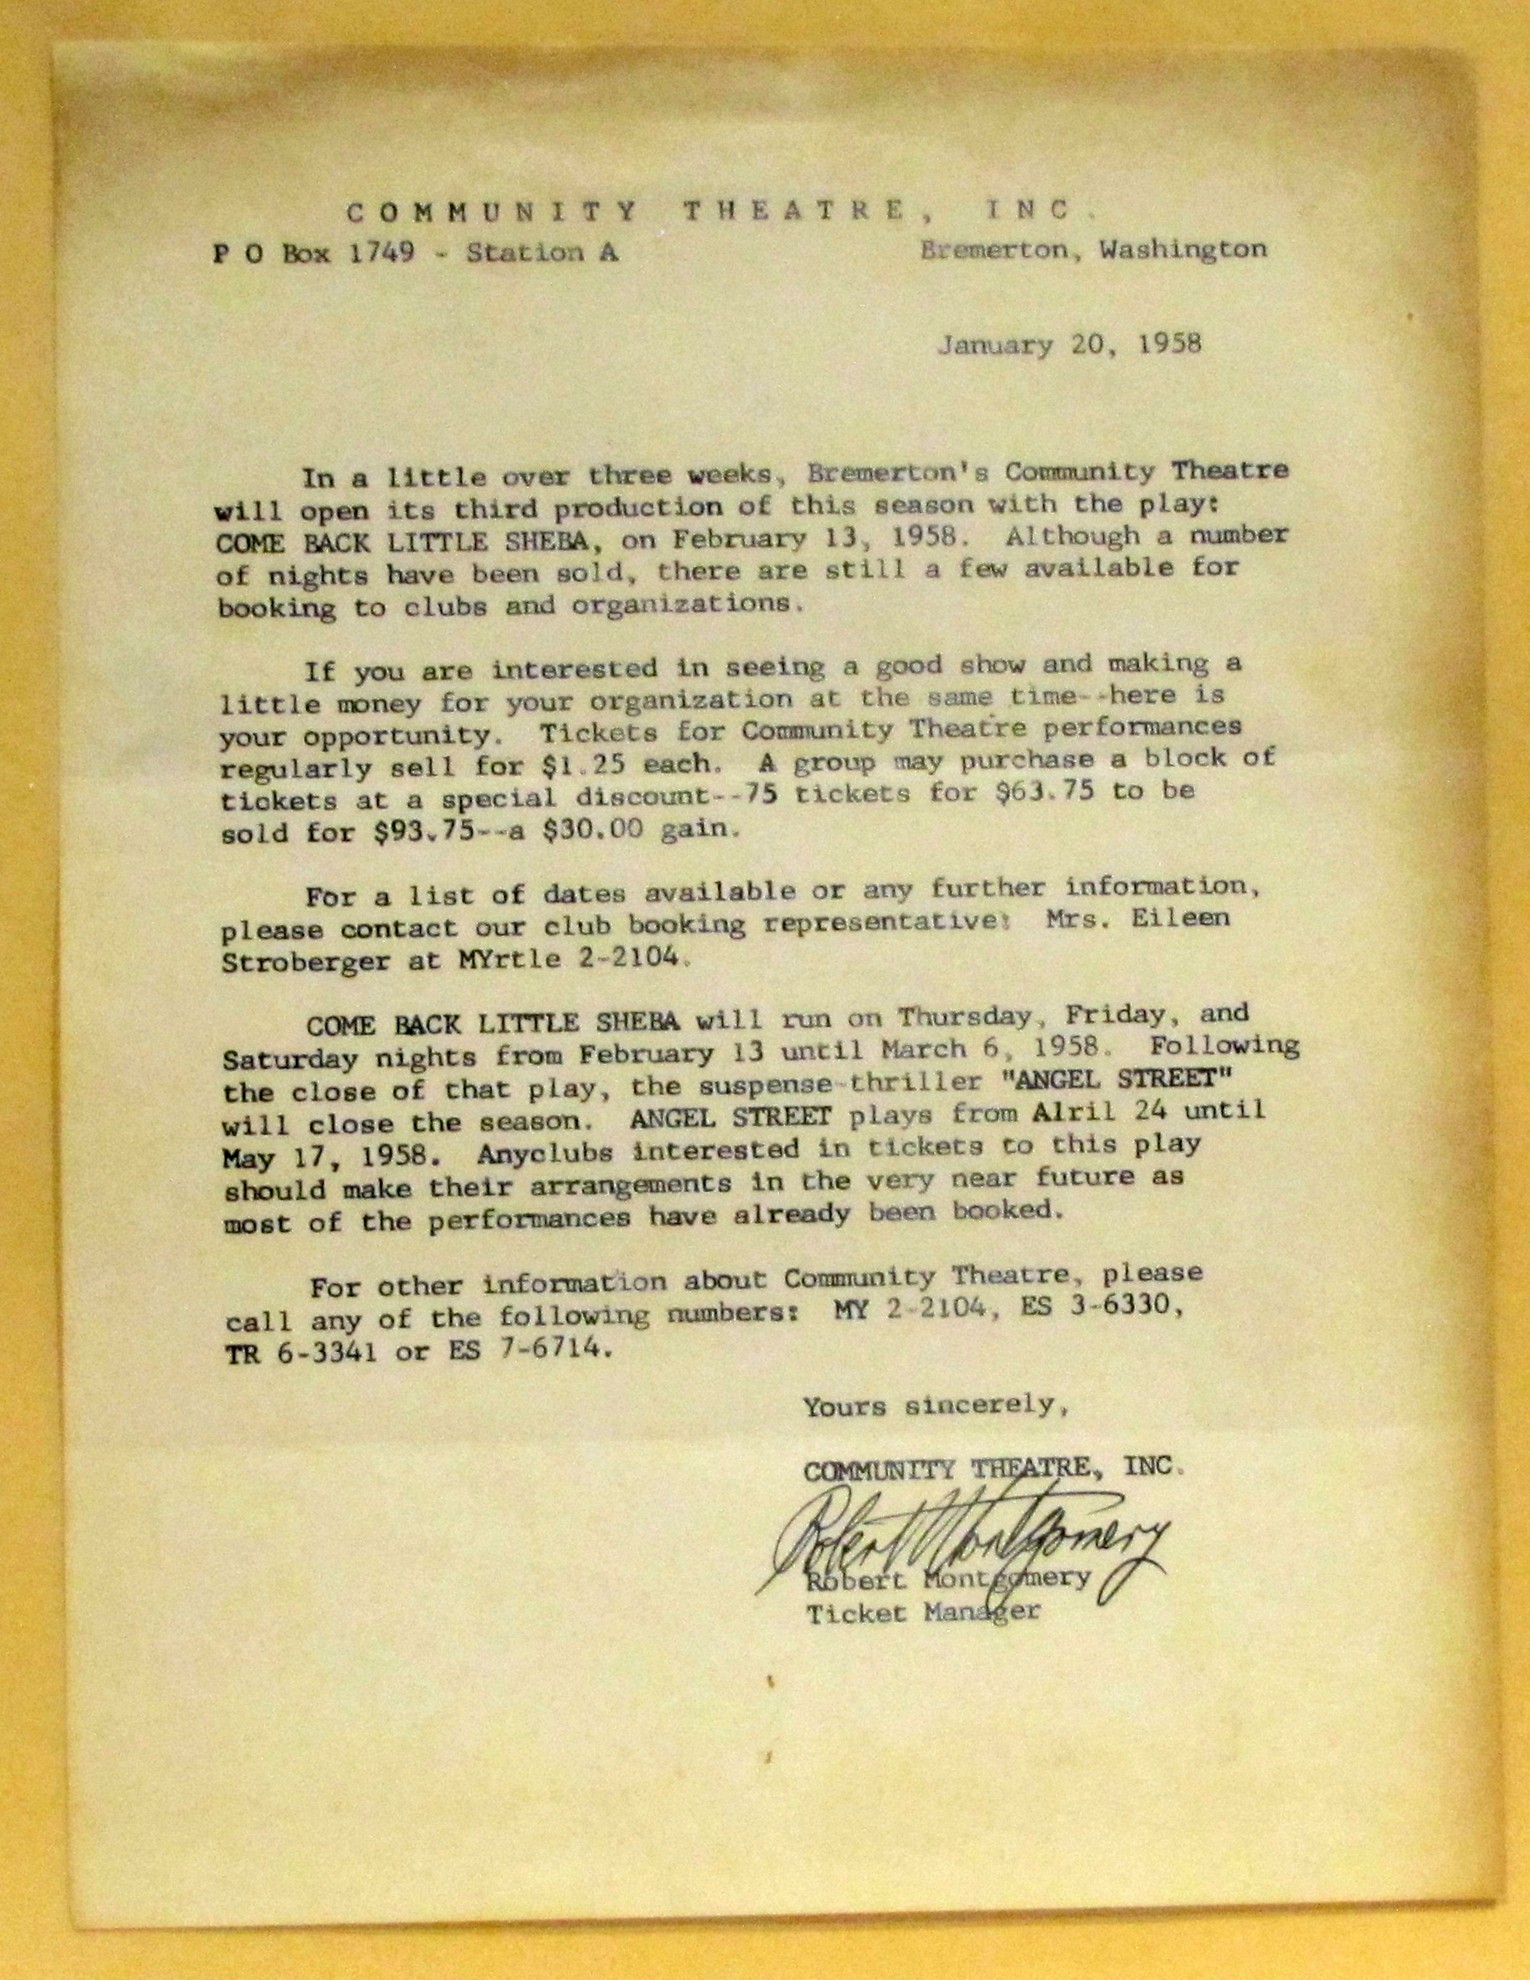 COMMUNITY THEATRE, INC.
P O Box 1749 - Station A Bremerton, Washington
January 20, 1958
In a little over three weeks, Bremerton's Community Theatre
will open its third production of this season with the play:
COME BACK LITTLE SHEBA, on February 13, 1958. Although a number
of nights have been sold, there are still a few available for
booking to clubs and organizations.
If you are interested in seeing a good show and making a
little money for your organization at the same time--here is
your opportunity. Tickets for Community Theatre performances
regularly sell for $1.25 each. A group may purchase a block of
tickets at a special discount--75 tickets for $63.75 to be
sold for $93.75--a $30.00 gain.
For a list of dates available or any further information,
please contact our club booking representative: Mrs. Eileen
Stroberger at MYrtle 2-2104.
COME BACK LITTLE SHEBA will run on Thursday, Friday, and
Saturday nights from February 13 until March 6, 1958. Following
the close of that play, the suspense-thriller "ANGEL STREET"
will close the season. ANGEL STREET plays from Alril 24 until
May 17, 1958. Anyclubs interested in tickets to this play
should make their arrangements in the very near future as
most of the performances have already been booked.
For other information about Community Theatre, please
call any of the following numbers: MY 2-2104, ES 3-6330,
TR 6-3341 or ES 7-6714.
Yours sincerely,
COMMUNITY THEATRE, INC.
Robert Montgomery
Robert Montgomery
Ticket Manager